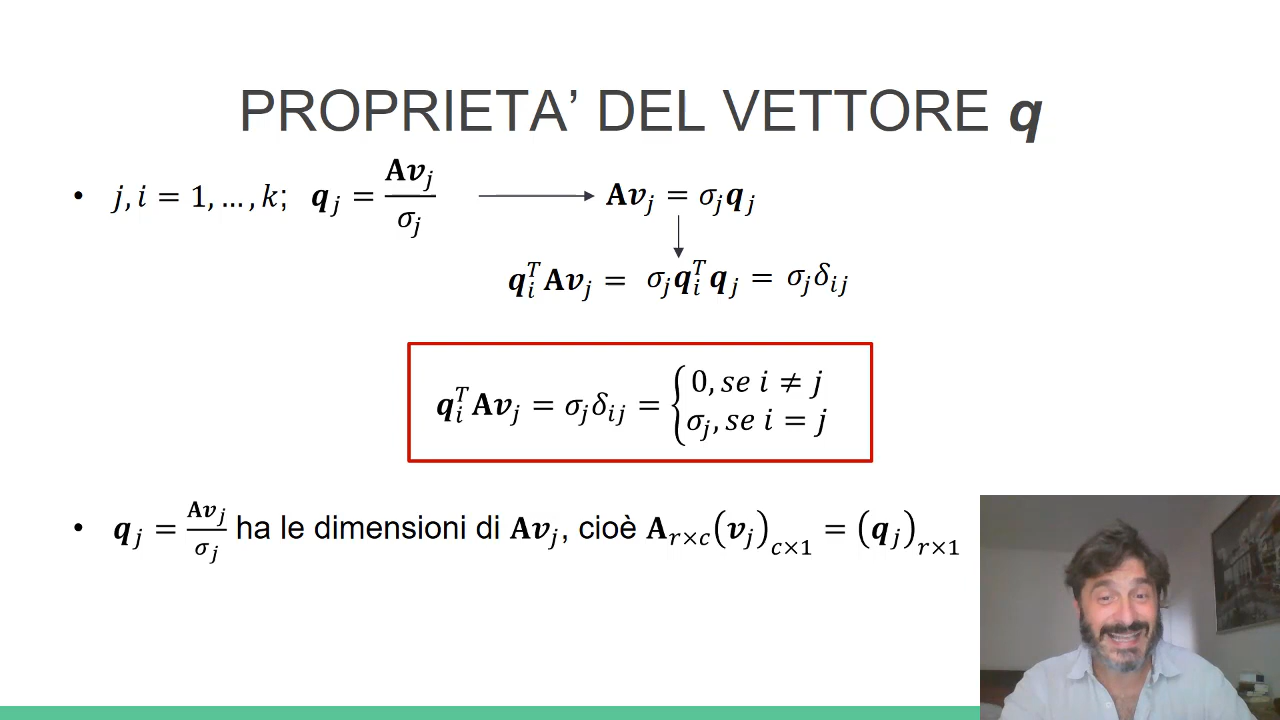 PROPRIETA’ DEL VETTORE q
• j, i = 1, …, k; q_j = Av_j / σ_j ⟶ Av_j = σ_j q_j
q_i^T Av_j = σ_j q_i^T q_j = σ_j δ_ij
q_i^T Av_j = σ_j δ_ij = { 0, se i ≠ j
σ_j, se i = j
• q_j = Av_j / σ_j ha le dimensioni di Av_j, cioè A_{r×c} (v_j)_{c×1} = (q_j)_{r×1}